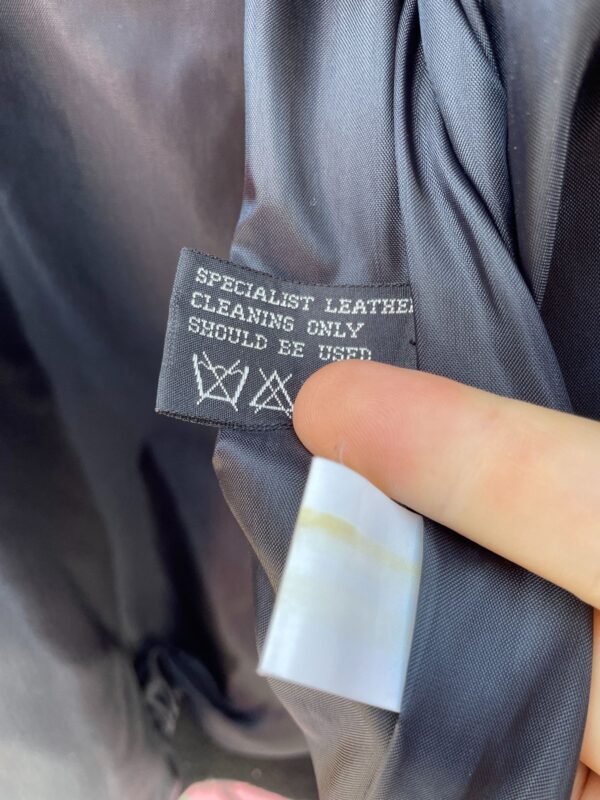 SPECIALIST LEATHER
CLEANING ONLY
SHOULD BE USED